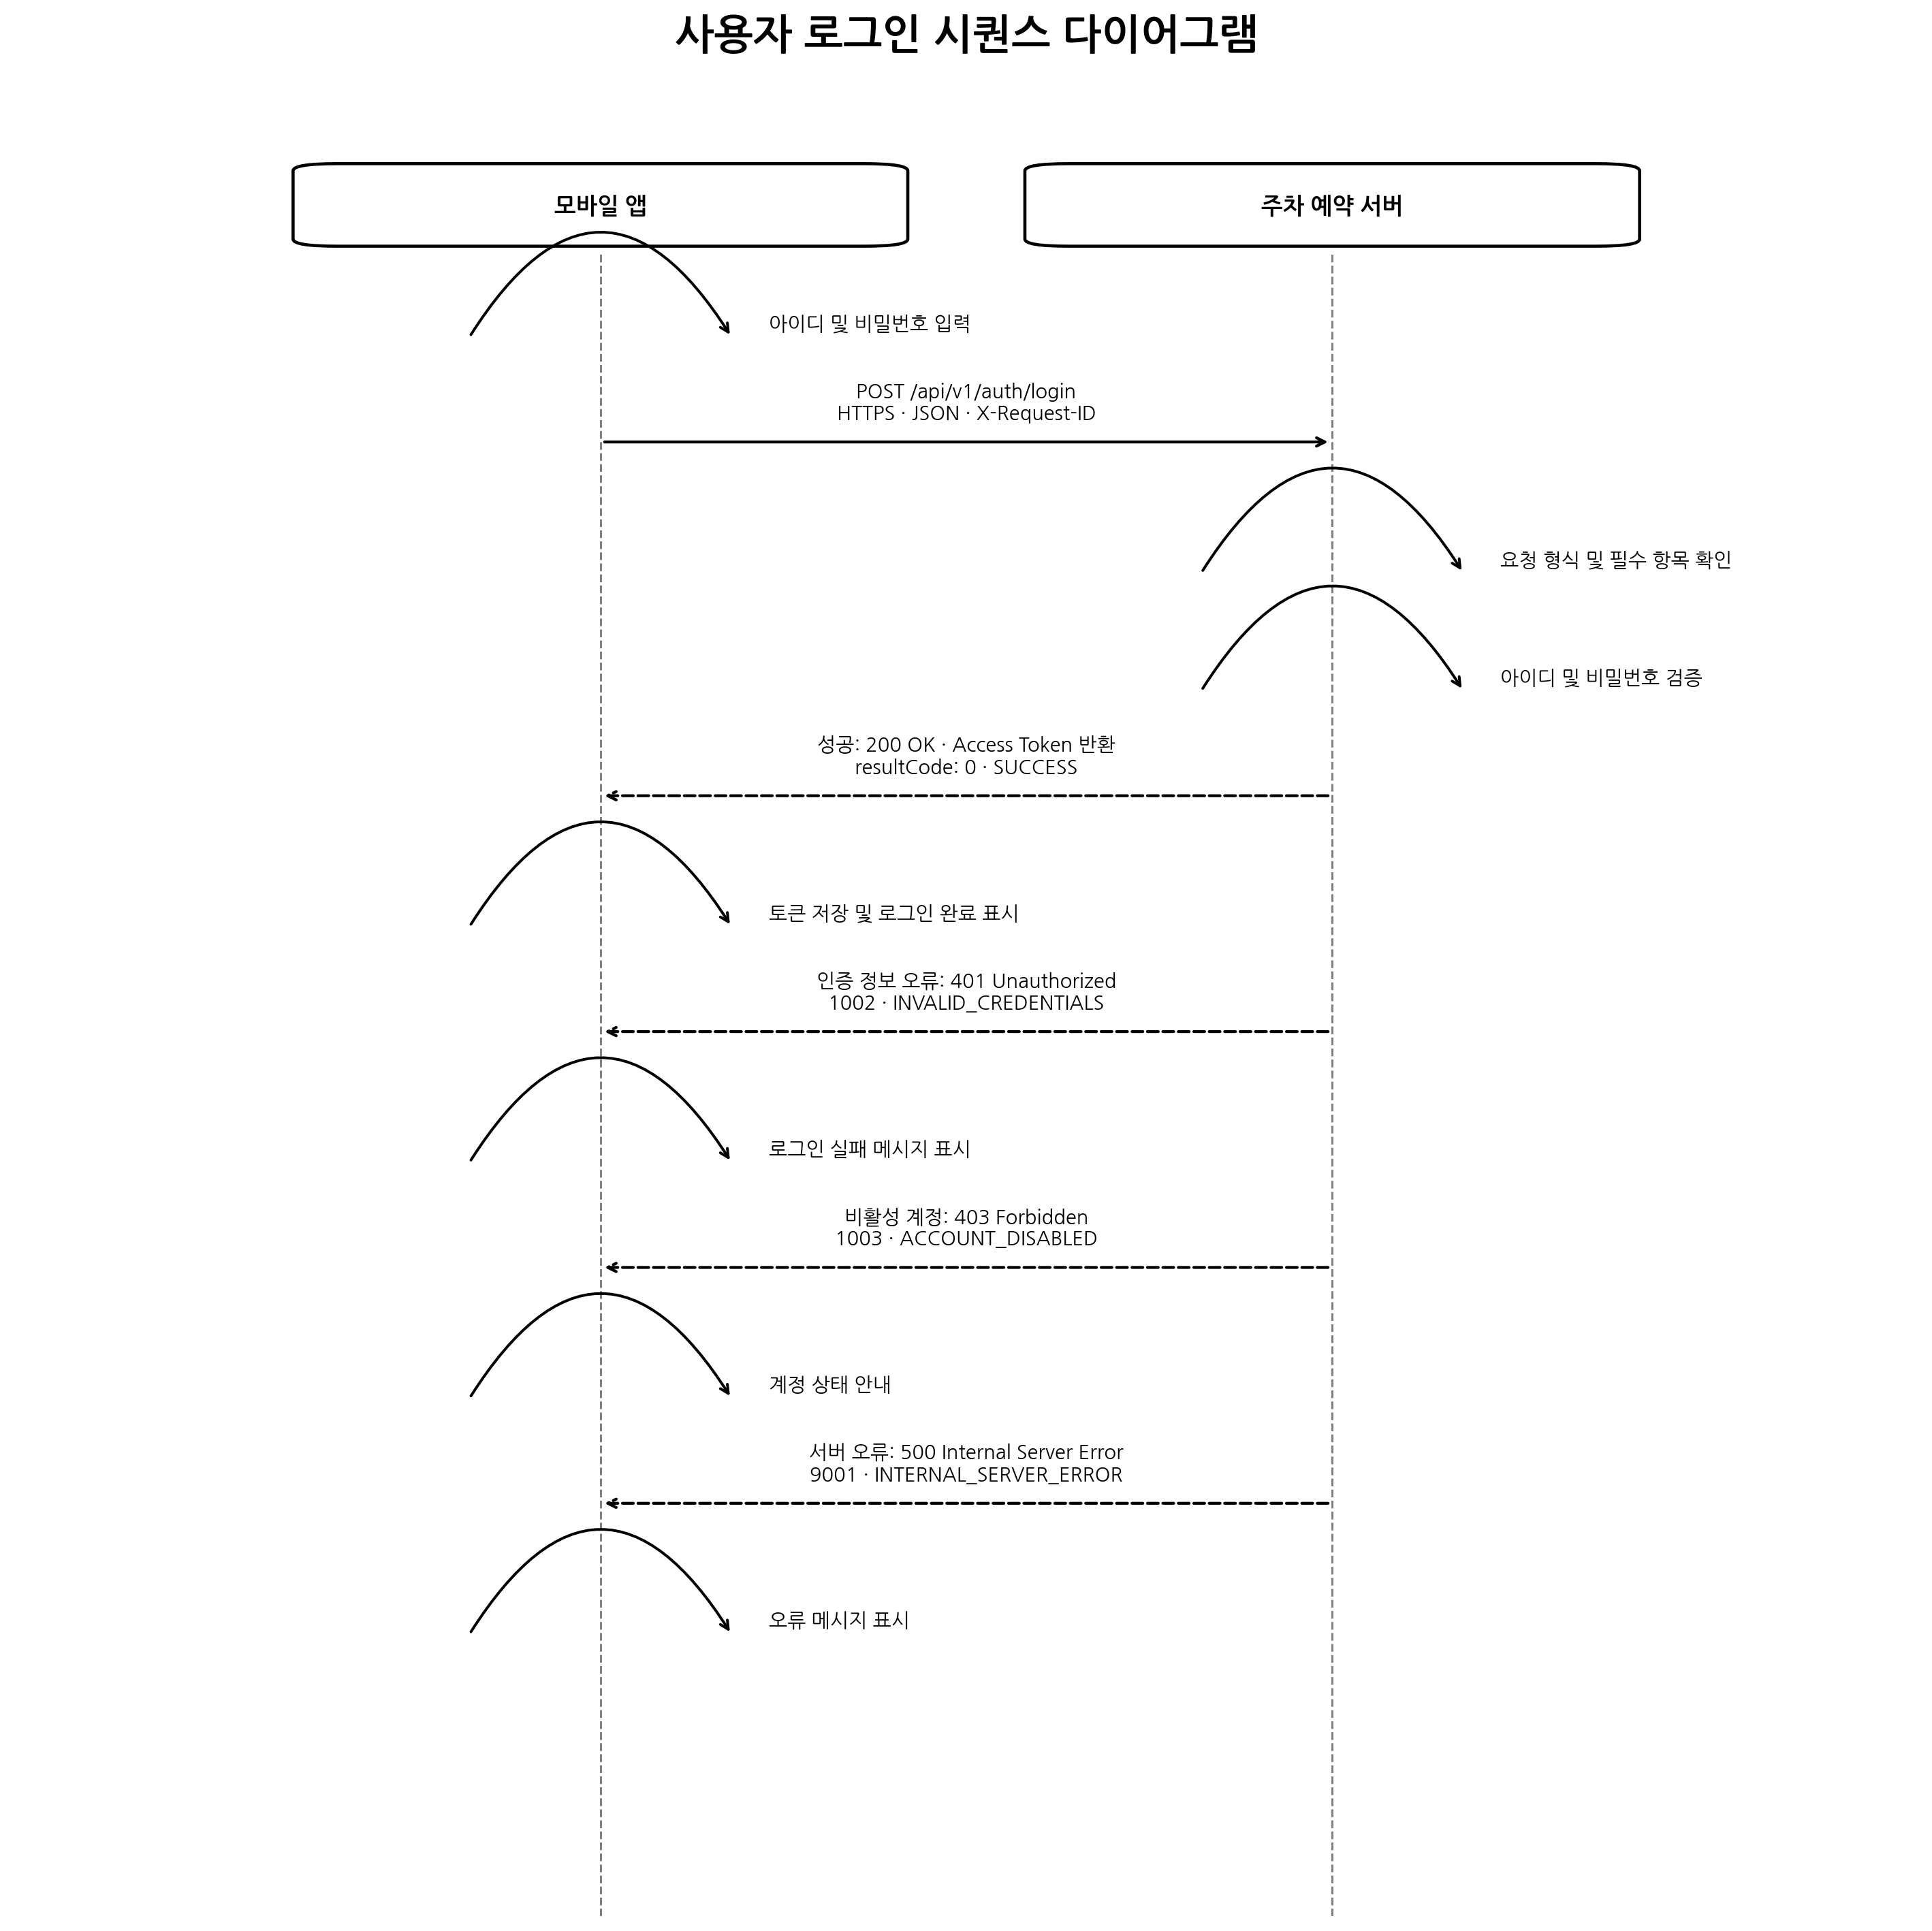 사용자 로그인 시퀀스 다이어그램
모바일 앱
주차 예약 서버
아이디 및 비밀번호 입력
POST /api/v1/auth/login
HTTPS · JSON · X-Request-ID
요청 형식 및 필수 항목 확인
아이디 및 비밀번호 검증
성공: 200 OK · Access Token 반환
resultCode: 0 · SUCCESS
토큰 저장 및 로그인 완료 표시
인증 정보 오류: 401 Unauthorized
1002 · INVALID_CREDENTIALS
로그인 실패 메시지 표시
비활성 계정: 403 Forbidden
1003 · ACCOUNT_DISABLED
계정 상태 안내
서버 오류: 500 Internal Server Error
9001 · INTERNAL_SERVER_ERROR
오류 메시지 표시